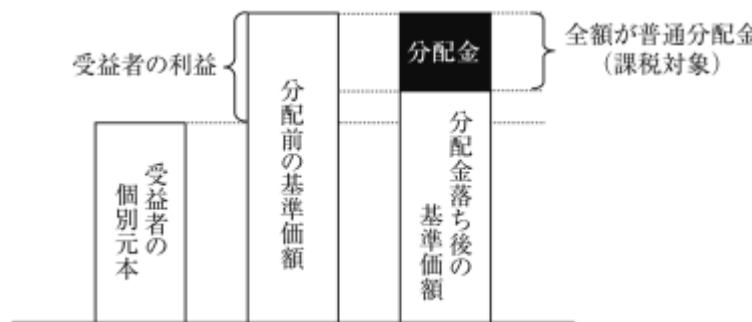 受益者の利益
分配金
全額が普通分配金
(課税対象)
受益者の
個別元本
分配前の基準価額
分配金落ち後の
基準価額